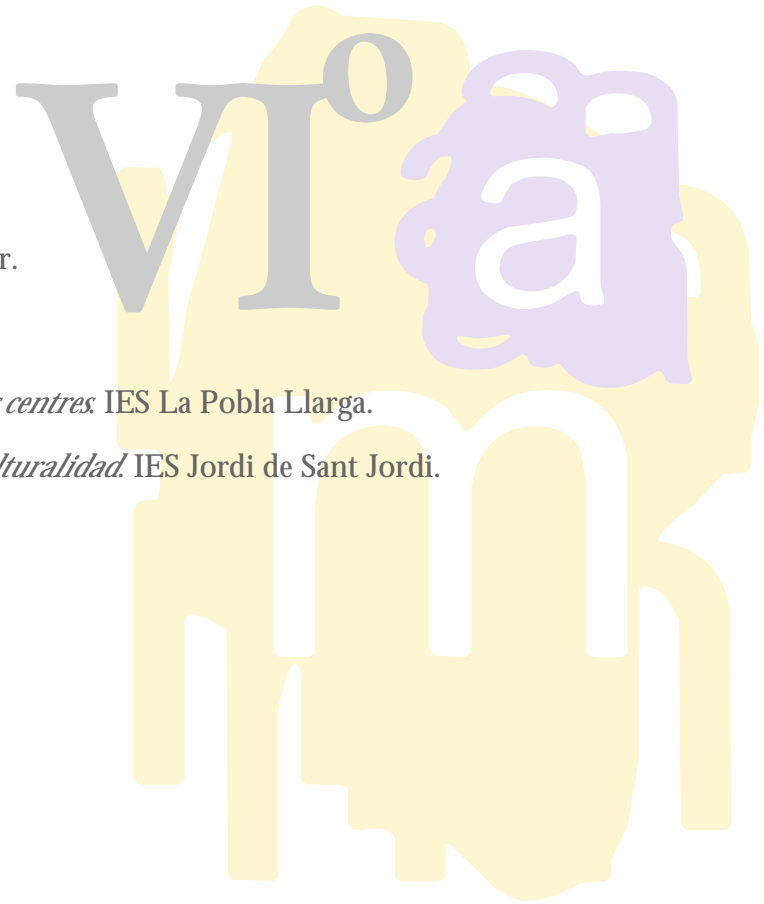 VIº
a
r.
centres. IES La Pobla Llarga.
lturalidad. IES Jordi de Sant Jordi.
m